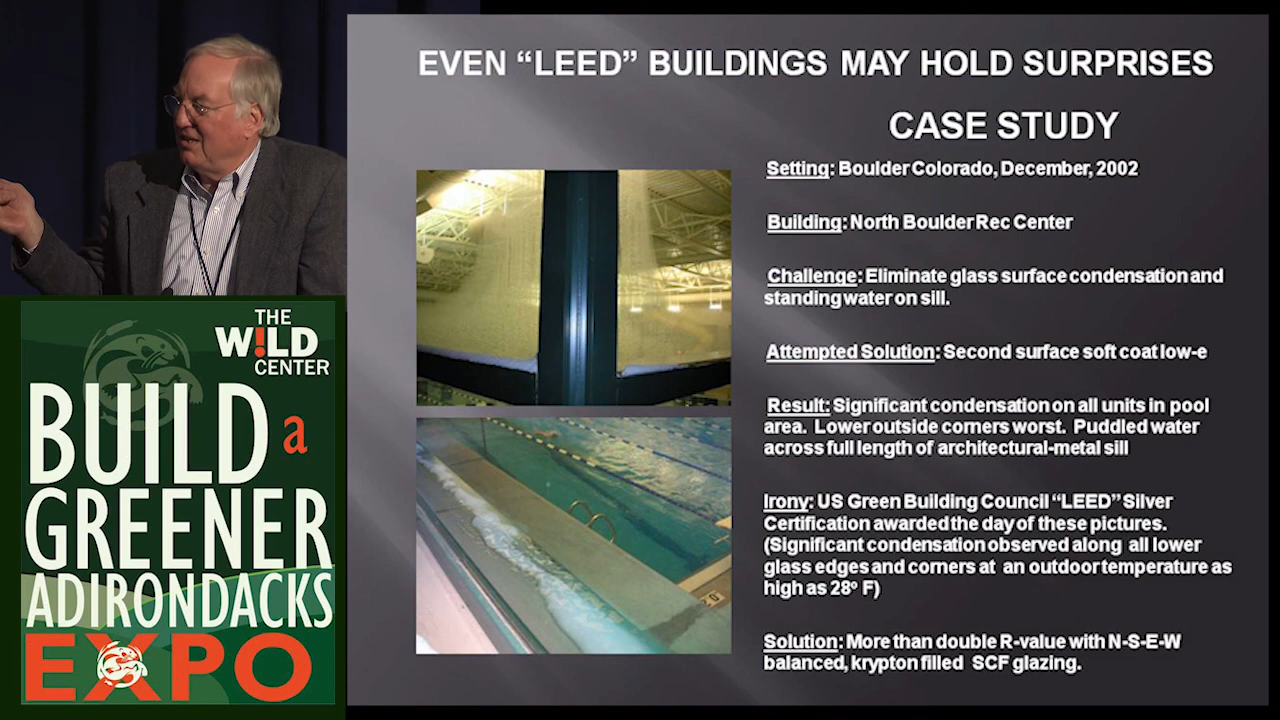 EVEN “LEED” BUILDINGS MAY HOLD SURPRISES
CASE STUDY
Setting: Boulder Colorado, December, 2002
Building: North Boulder Rec Center
Challenge: Eliminate glass surface condensation and
standing water on sill.
Attempted Solution: Second surface soft coat low-e
Result: Significant condensation on all units in pool
area. Lower outside corners worst. Puddled water
across full length of architectural-metal sill
Irony: US Green Building Council “LEED” Silver
Certification awarded the day of these pictures.
(Significant condensation observed along all lower
glass edges and corners at an outdoor temperature as
high as 28º F)
Solution: More than double R-value with N-S-E-W
balanced, krypton filled SCF glazing.
THE
W!LD
CENTER
BUILD a
GREENER
ADIRONDACKS
EXPO